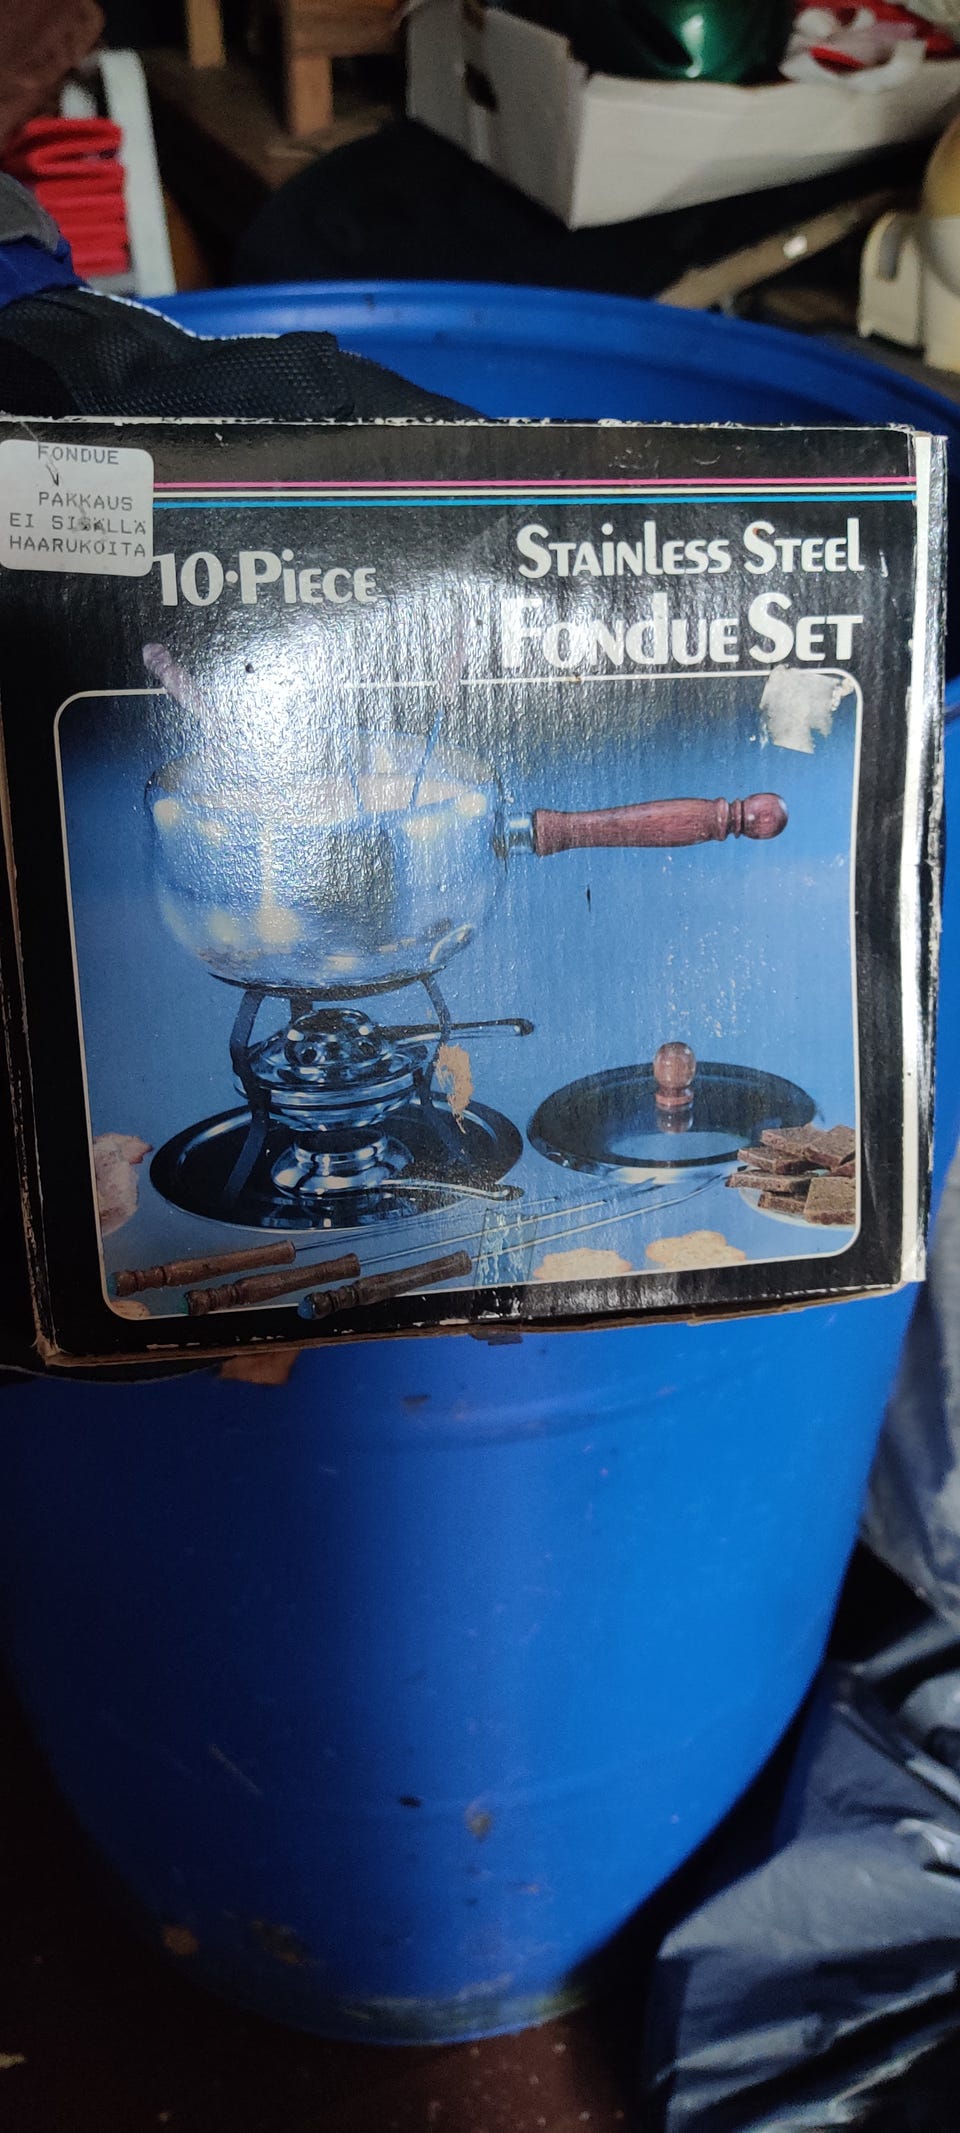 FONDUE
PAKKAUS
EI SISÄLLÄ
HAARUKOITA
10·PIECE
STAINLESS STEEL
FONDUE SET